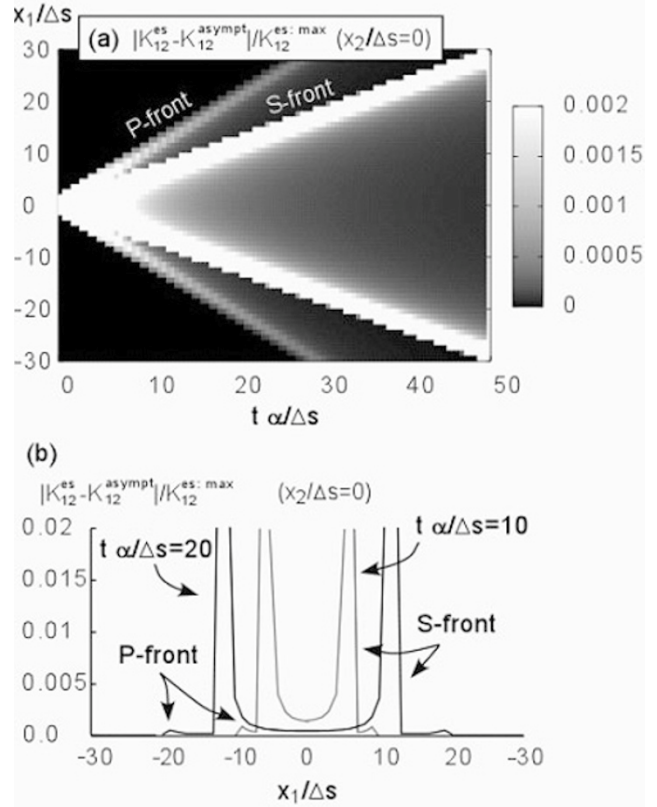 x₁/Δs
(a) |K₁₂ᵉˢ-K₁₂ᵃˢʸᵐᵖᵗ|/K₁₂ᵉˢ: ᵐᵃˣ (x₂/Δs=0)
30
20
10
0
-10
-20
-30
P-front
S-front
0.002
0.0015
0.001
0.0005
0
0 10 20 30 40 50
t α/Δs
(b)
|K₁₂ᵉˢ-K₁₂ᵃˢʸᵐᵖᵗ|/K₁₂ᵉˢ: ᵐᵃˣ (x₂/Δs=0)
0.02
0.015
0.01
0.005
0.0
t α/Δs=20
t α/Δs=10
P-front
S-front
-30 -20 -10 0 10 20 -30
x₁/Δs